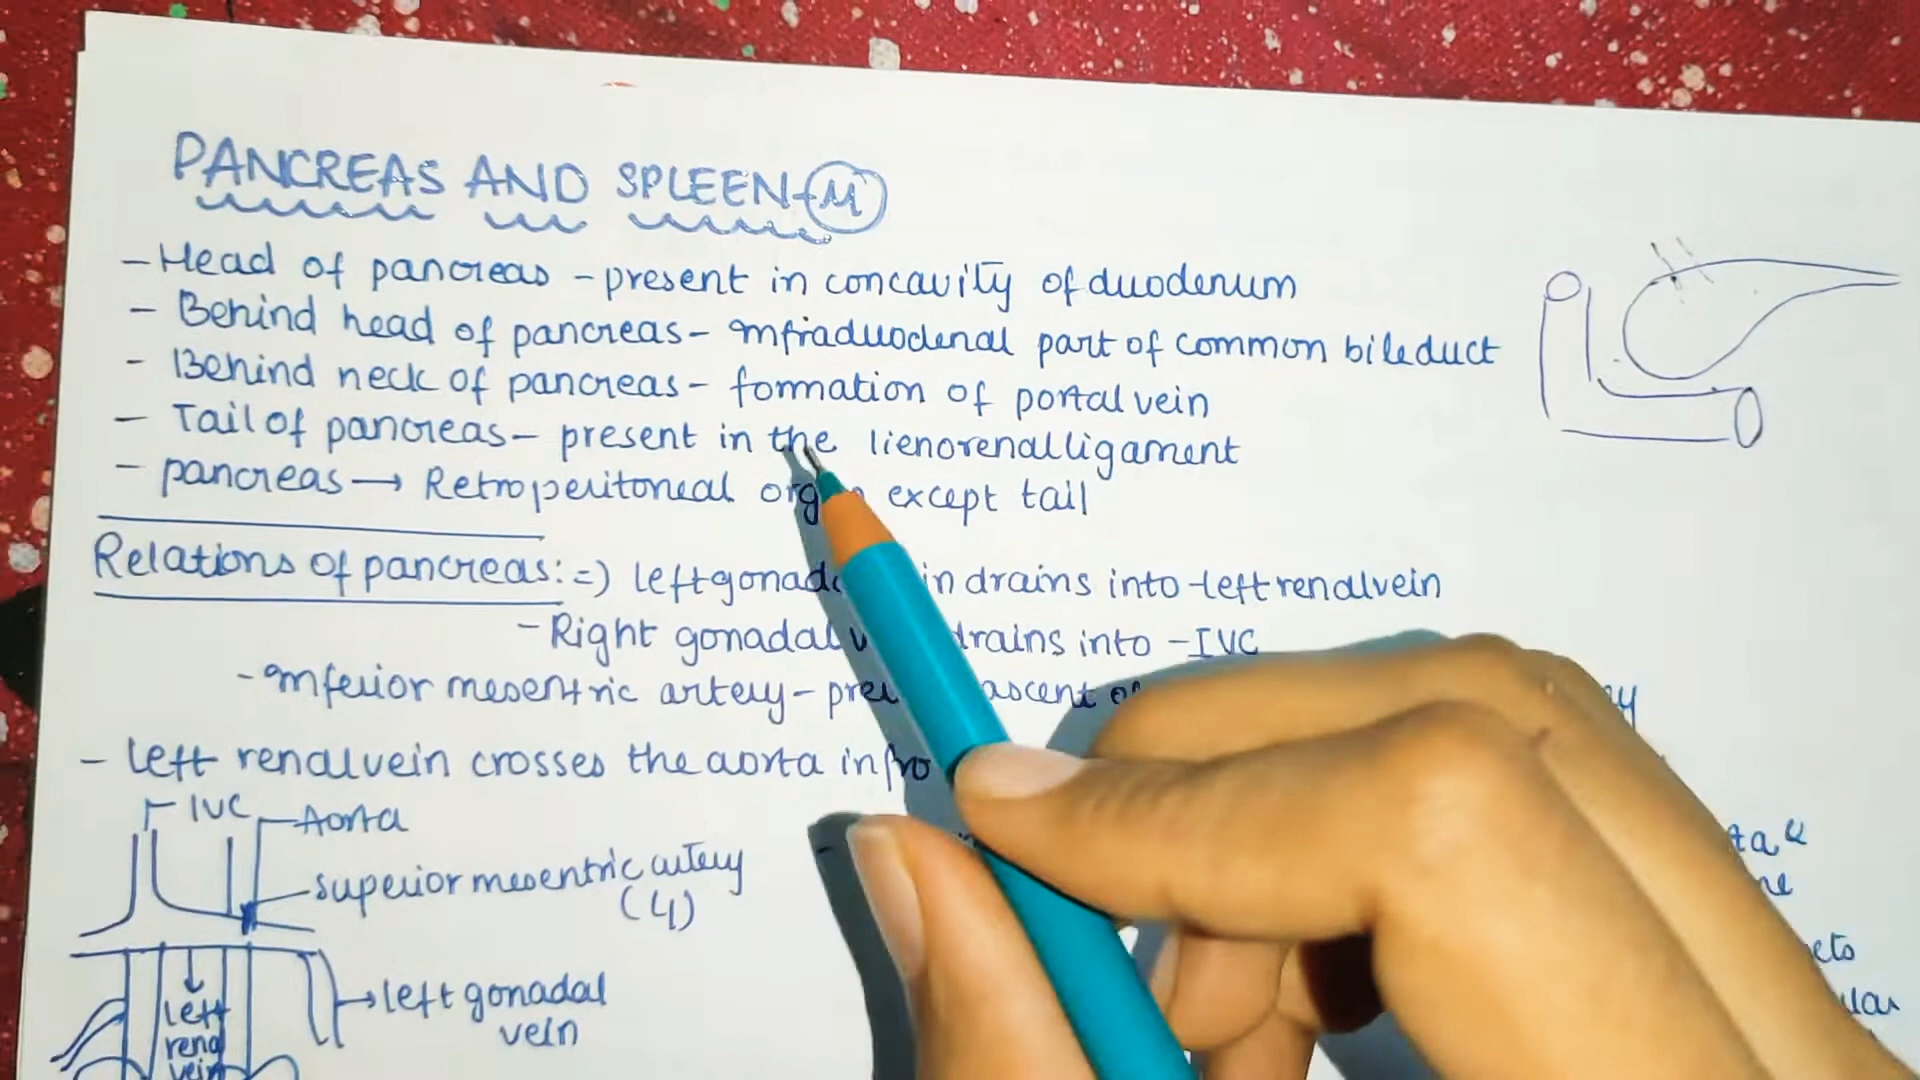 PANCREAS AND SPLEEN-M
- Head of pancreas - present in concavity of duodenum
- Behind head of pancreas - Infraduodenal part of common bileduct
- Behind neck of pancreas - formation of portal vein
- Tail of pancreas - present in the lienorenal ligament
- pancreas → Retroperitoneal except tail
Relations of pancreas: => left drains into left renal vein
- Right gonadal drains into - IVC
- Inferior mesentric artery - ascent
- left renal vein crosses the aorta in
IVC
Aorta
superior mesentric artery
(L1)
left gonadal
vein
left
renal
vein